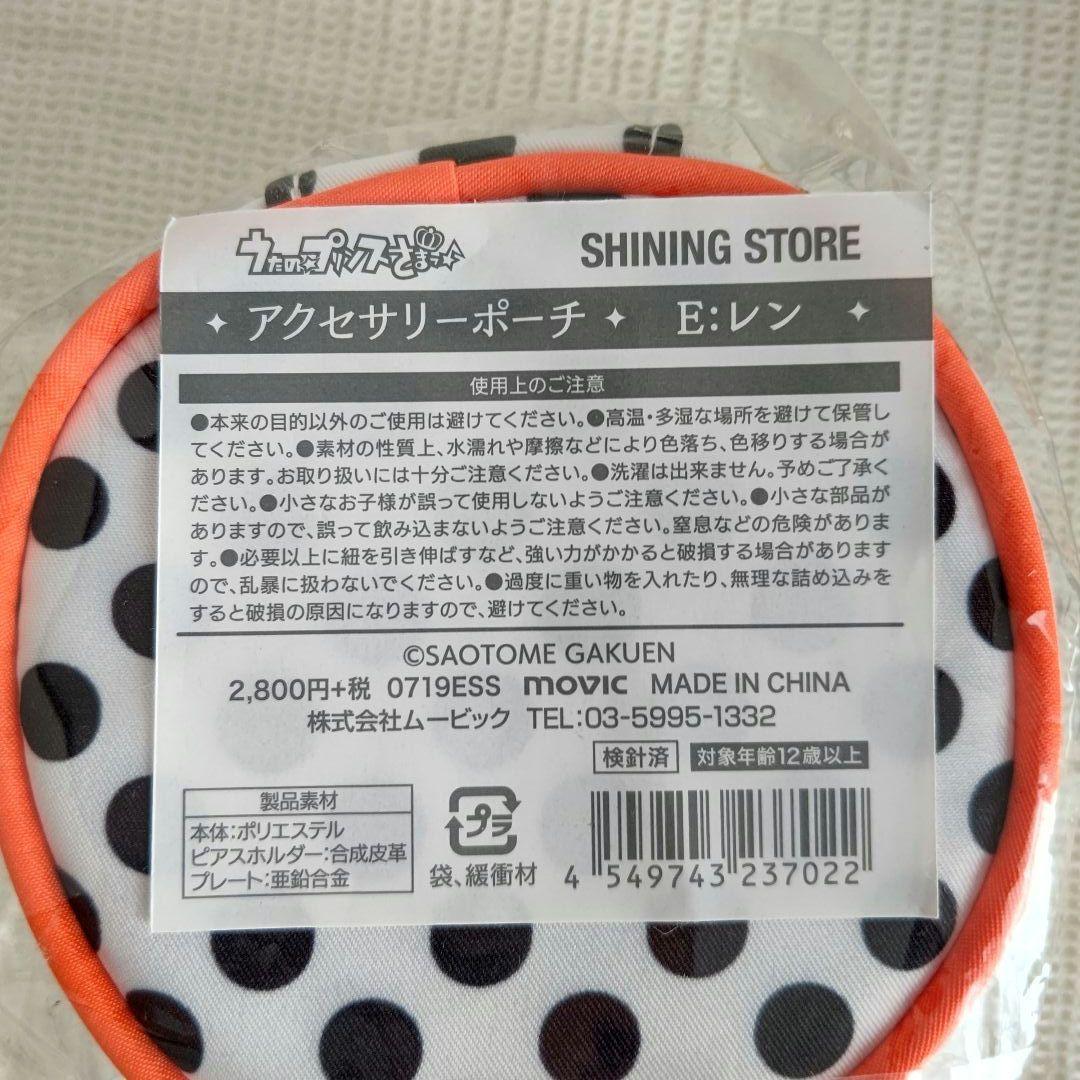 うたの☆プリンスさまっ♪
SHINING STORE
アクセサリーポーチ
E:レン
使用上のご注意
●本来の目的以外のご使用は避けてください。●高温・多湿な場所を避けて保管し
てください。●素材の性質上、水濡れや摩擦などにより色落ち、色移りする場合が
あります。お取り扱いには十分ご注意ください。●洗濯は出来ません。予めご了承く
ださい。●小さなお子様が誤って使用しないようご注意ください。●小さな部品が
ありますので、誤って飲み込まないようご注意ください。窒息などの危険がありま
す。●必要以上に紐を引き伸ばすなど、強い力がかかると破損する場合があります
ので、乱暴に扱わないでください。●過度に重い物を入れたり、無理な詰め込みを
すると破損の原因になりますので、避けてください。
©SAOTOME GAKUEN
2,800円+税 0719ESS movic MADE IN CHINA
株式会社ムービック TEL:03-5995-1332
検針済 対象年齢12歳以上
製品素材
本体:ポリエステル
ピアスホルダー:合成皮革
プレート:亜鉛合金
プラ
袋、緩衝材
4 549743 237022